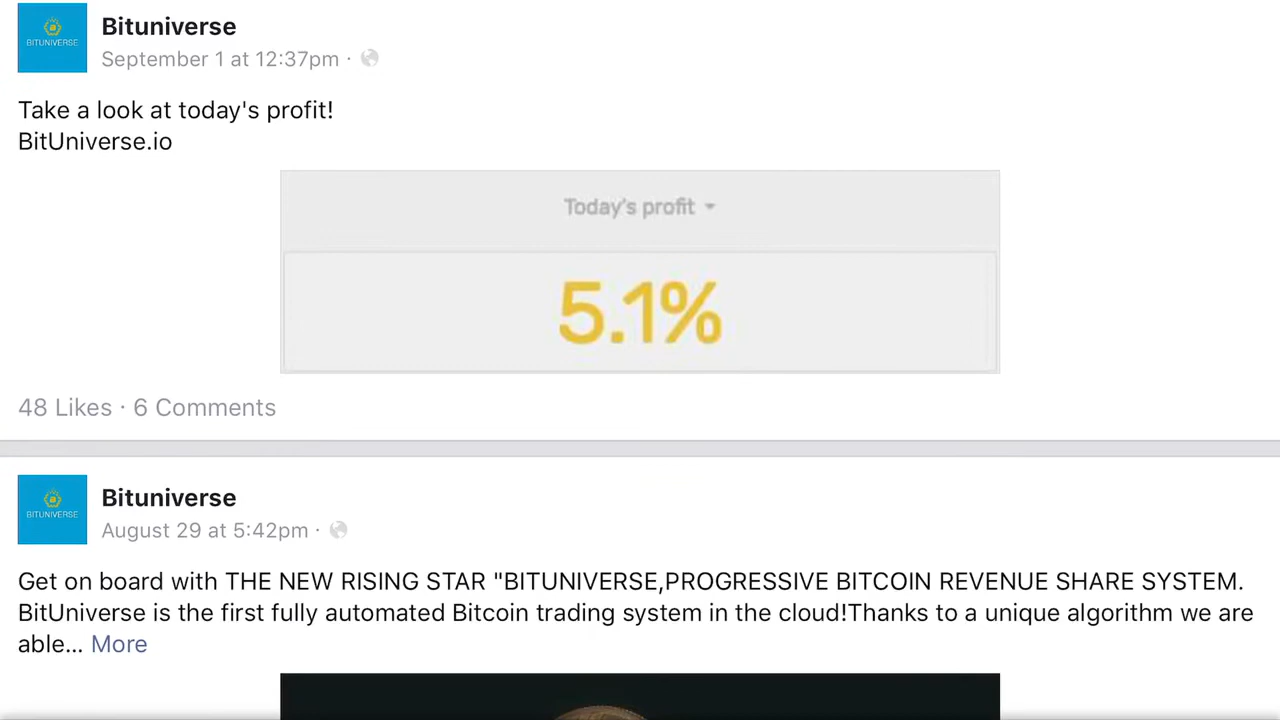 BITUNIVERSE
Bituniverse
September 1 at 12:37pm ·
Take a look at today's profit!
BitUniverse.io
Today's profit
5.1%
48 Likes · 6 Comments
BITUNIVERSE
Bituniverse
August 29 at 5:42pm ·
Get on board with THE NEW RISING STAR "BITUNIVERSE,PROGRESSIVE BITCOIN REVENUE SHARE SYSTEM.
BitUniverse is the first fully automated Bitcoin trading system in the cloud!Thanks to a unique algorithm we are
able... More